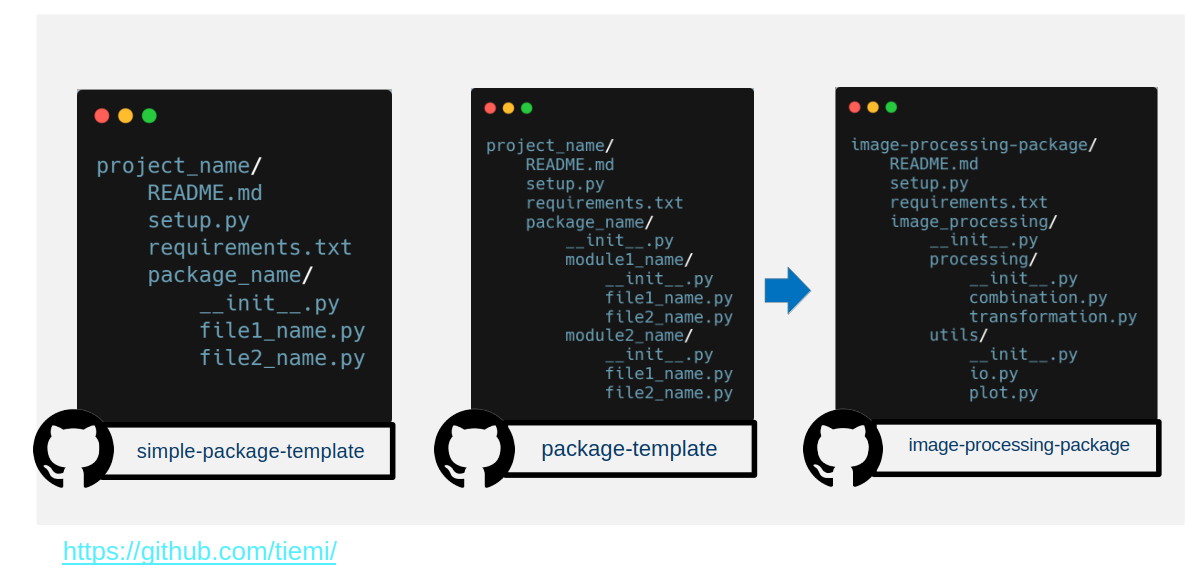 project_name/
README.md
setup.py
requirements.txt
package_name/
__init__.py
file1_name.py
file2_name.py
simple-package-template
project_name/
README.md
setup.py
requirements.txt
package_name/
__init__.py
module1_name/
__init__.py
file1_name.py
file2_name.py
module2_name/
__init__.py
file1_name.py
file2_name.py
package-template
image-processing-package/
README.md
setup.py
requirements.txt
image_processing/
__init__.py
processing/
__init__.py
combination.py
transformation.py
utils/
__init__.py
io.py
plot.py
image-processing-package
https://github.com/tiemi/